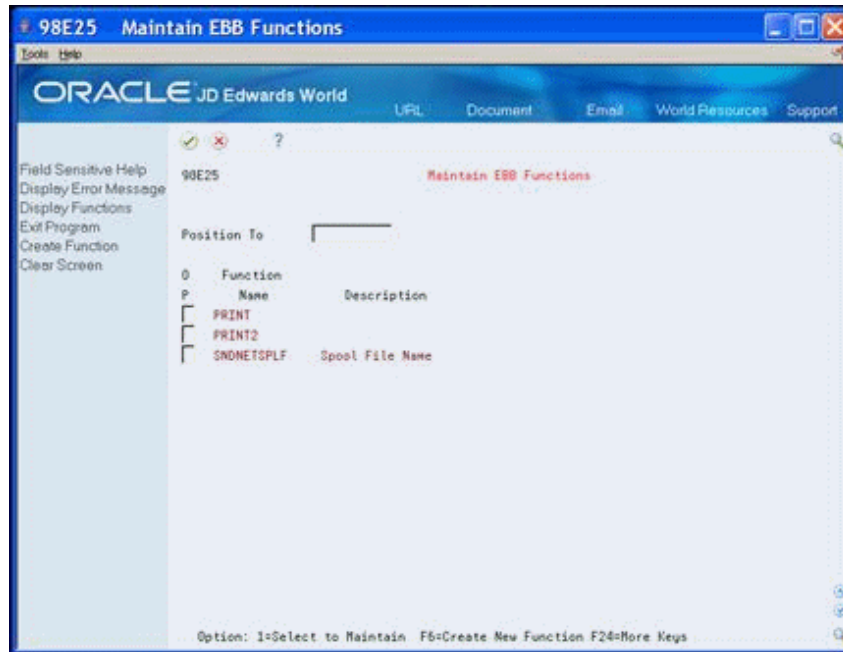 98E25 Maintain EBB Functions
Tools Help
ORACLE JD Edwards World
URL Document Email World Resources Support
?
Field Sensitive Help
Display Error Message
Display Functions
Exit Program
Create Function
Clear Screen
98E25 Maintain EBB Functions
Position To
O Function
P Name Description
PRINT
PRINT2
SNDNETSPLF Spool File Name
Option: 1=Select to Maintain F6=Create New Function F24=More Keys